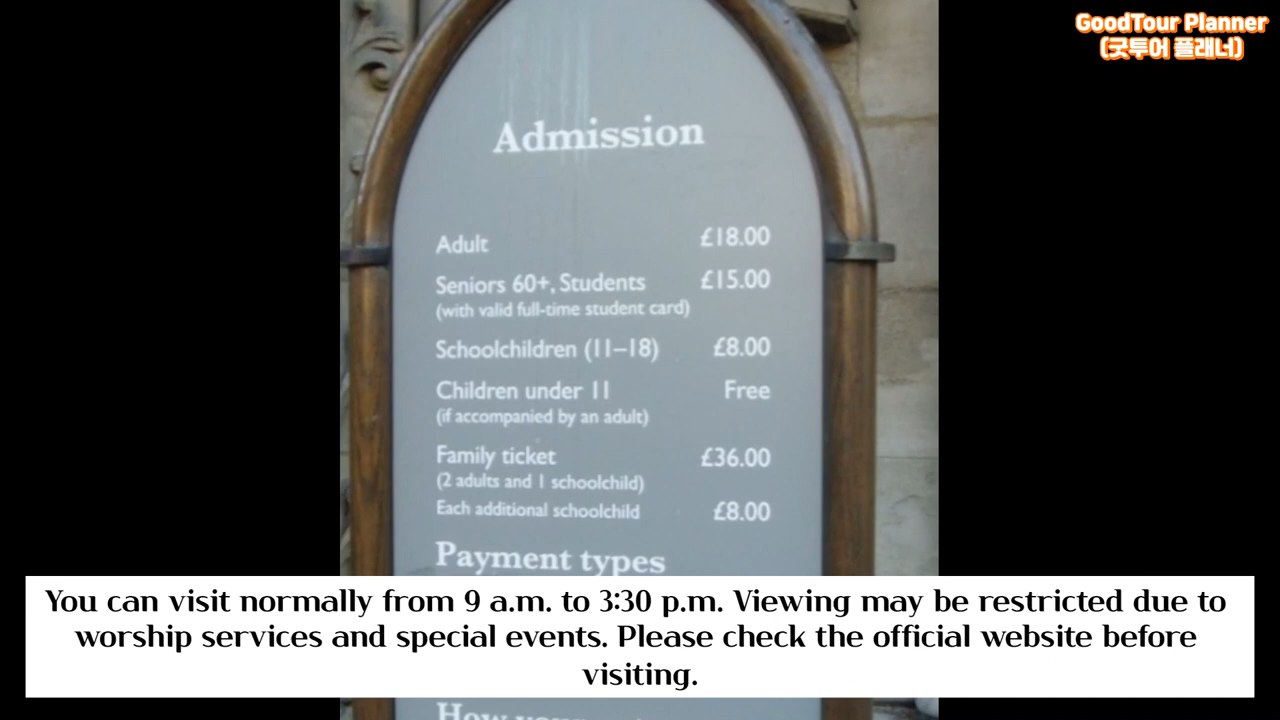 GoodTour Planner
(굿투어 플래너)
Admission
Adult £18.00
Seniors 60+, Students £15.00
(with valid full-time student card)
Schoolchildren (11–18) £8.00
Children under 11 Free
(if accompanied by an adult)
Family ticket £36.00
(2 adults and 1 schoolchild)
Each additional schoolchild £8.00
Payment types
You can visit normally from 9 a.m. to 3:30 p.m. Viewing may be restricted due to
worship services and special events. Please check the official website before
visiting.
How